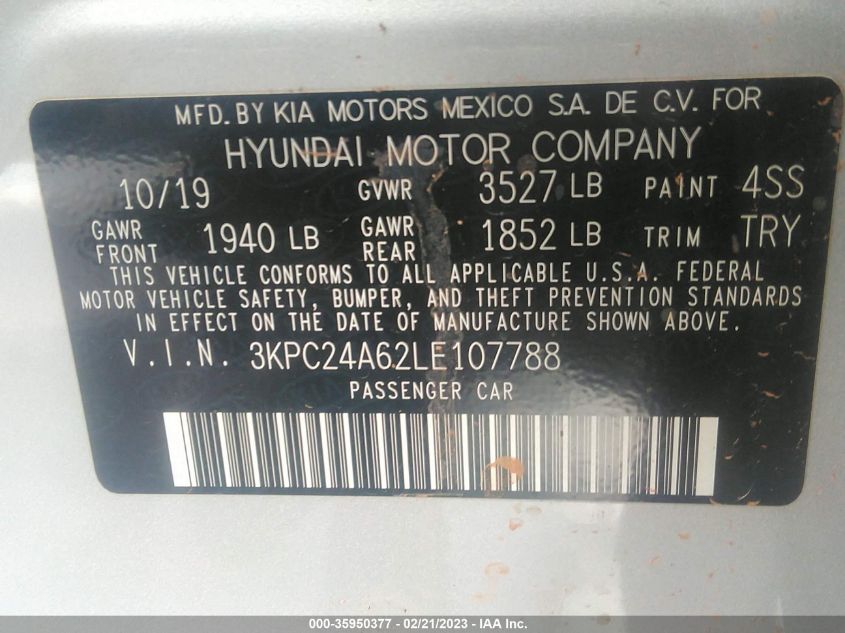 MFD. BY KIA MOTORS MEXICO S.A. DE C.V. FOR
HYUNDAI MOTOR COMPANY
10/19 GVWR 3527 LB PAINT 4SS
GAWR FRONT 1940 LB GAWR REAR 1852 LB TRIM TRY
THIS VEHICLE CONFORMS TO ALL APPLICABLE U.S.A. FEDERAL
MOTOR VEHICLE SAFETY, BUMPER, AND THEFT PREVENTION STANDARDS
IN EFFECT ON THE DATE OF MANUFACTURE SHOWN ABOVE.
V.I.N. 3KPC24A62LE107788
PASSENGER CAR
000-35950377 - 02/21/2023 - IAA Inc.